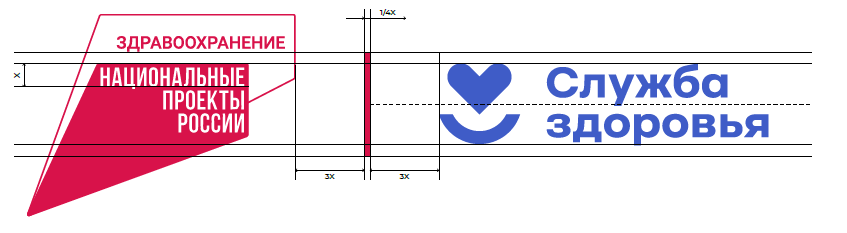 1/4X
ЗДРАВООХРАНЕНИЕ
X
НАЦИОНАЛЬНЫЕ
ПРОЕКТЫ
РОССИИ
Служба
здоровья
3X
3X